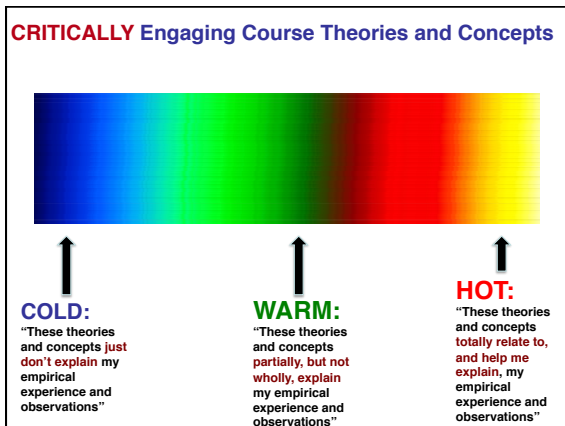 CRITICALLY Engaging Course Theories and Concepts
COLD:
“These theories
and concepts just
don’t explain my
empirical
experience and
observations”
WARM:
“These theories
and concepts
partially, but not
wholly, explain
my empirical
experience and
observations”
HOT:
“These theories
and concepts
totally relate to,
and help me
explain, my
empirical
experience and
observations”